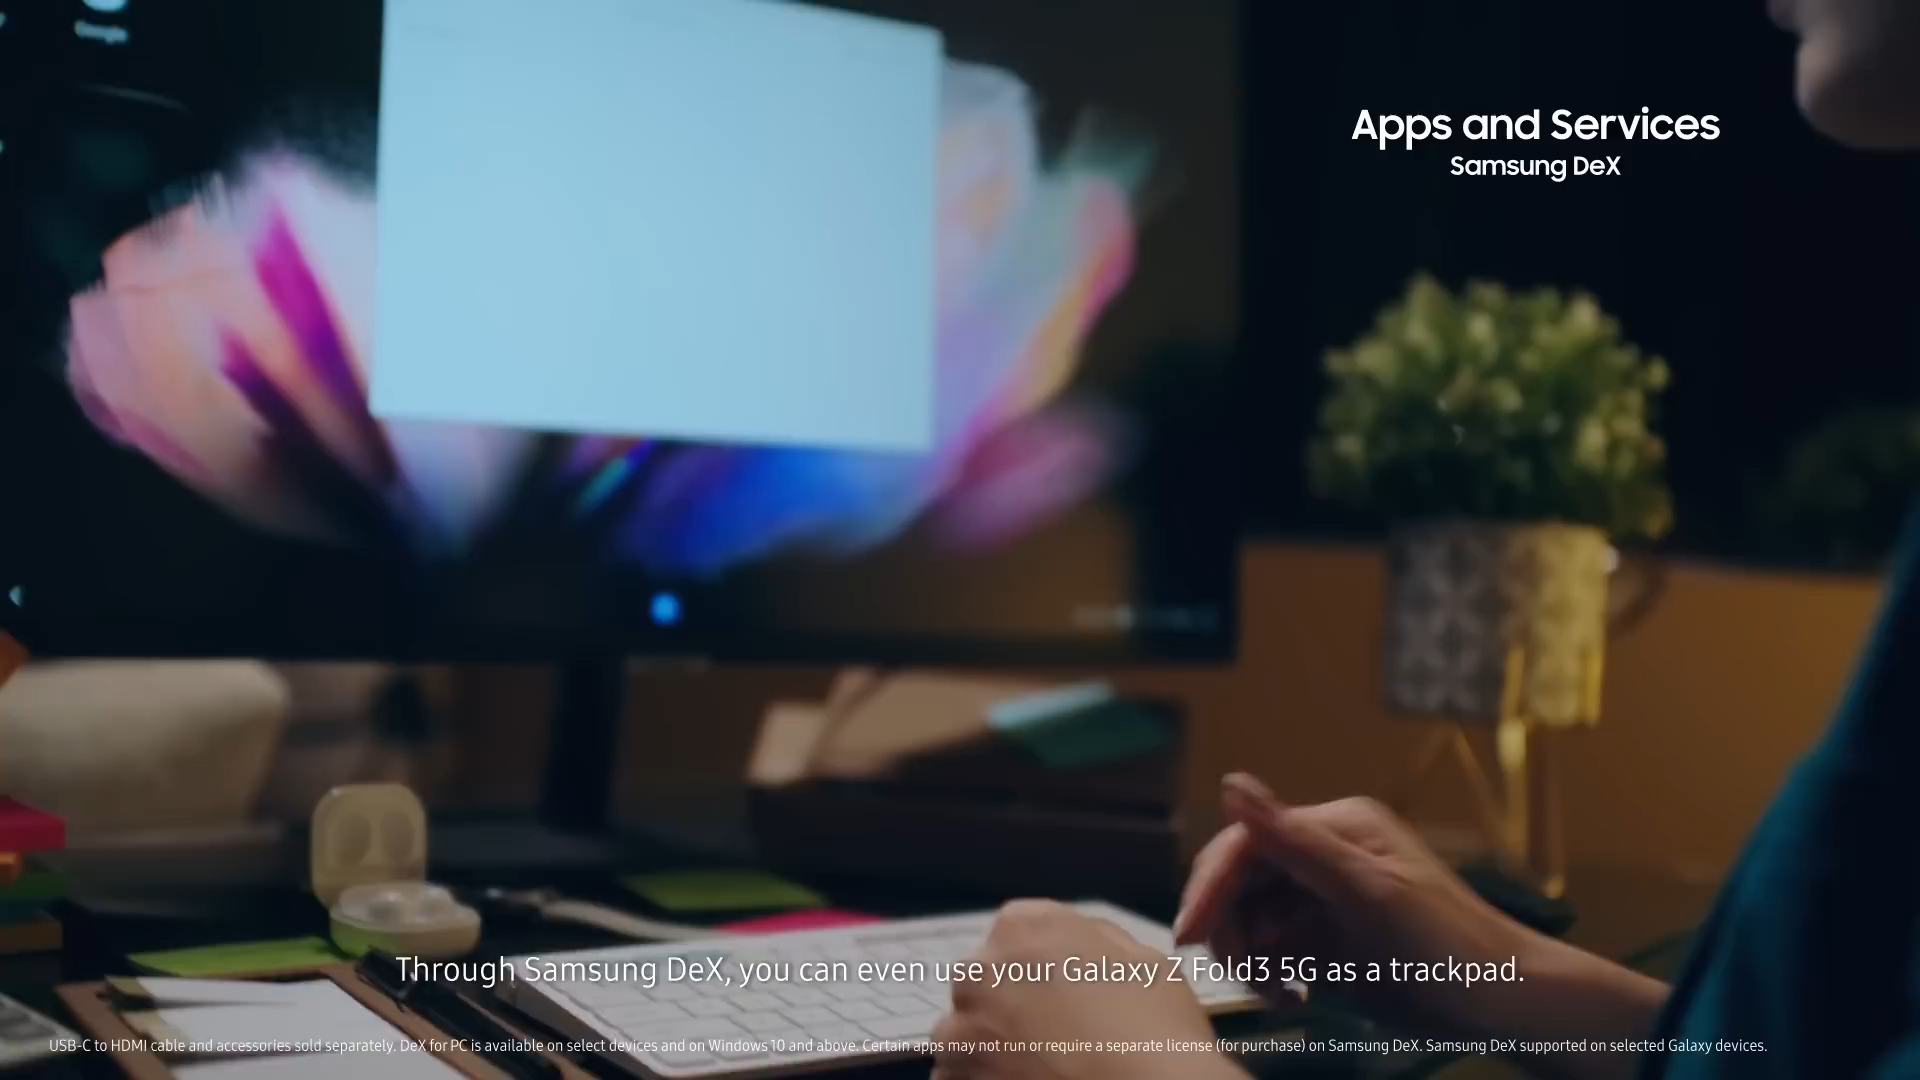 Google
Apps and Services
Samsung DeX
Through Samsung DeX, you can even use your Galaxy Z Fold3 5G as a trackpad.
USB-C to HDMI cable and accessories sold separately. DeX for PC is available on select devices and on Windows 10 and above. Certain apps may not run or require a separate license (for purchase) on Samsung DeX. Samsung DeX supported on selected Galaxy devices.